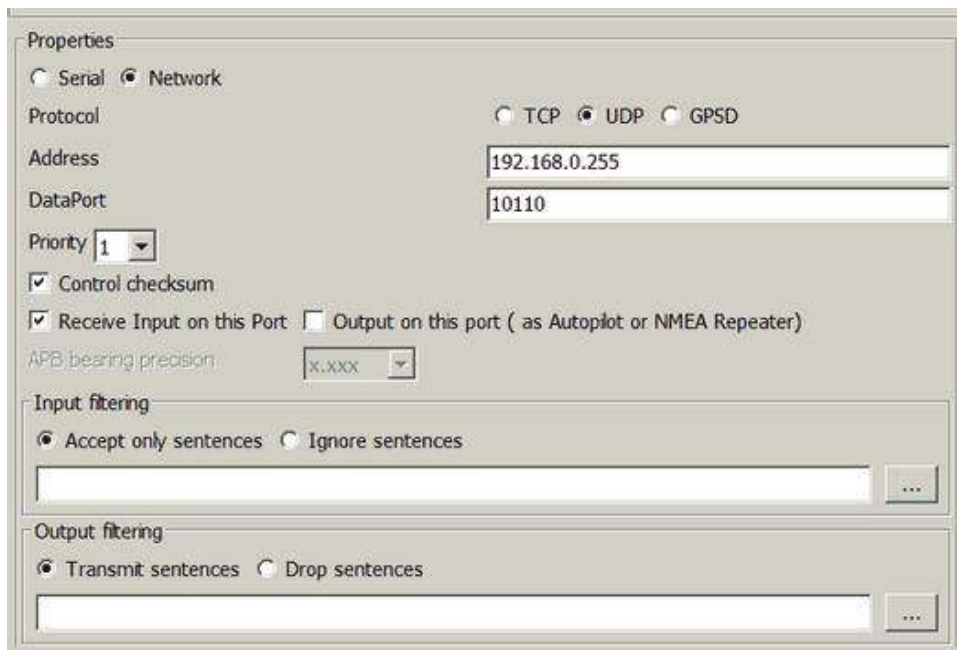 Properties
Serial Network
Protocol TCP UDP GPSD
Address 192.168.0.255
DataPort 10110
Priority 1
Control checksum
Receive Input on this Port Output on this port ( as Autopilot or NMEA Repeater)
APB bearing precision x.xxx
Input filtering
Accept only sentences Ignore sentences
...
Output filtering
Transmit sentences Drop sentences
...